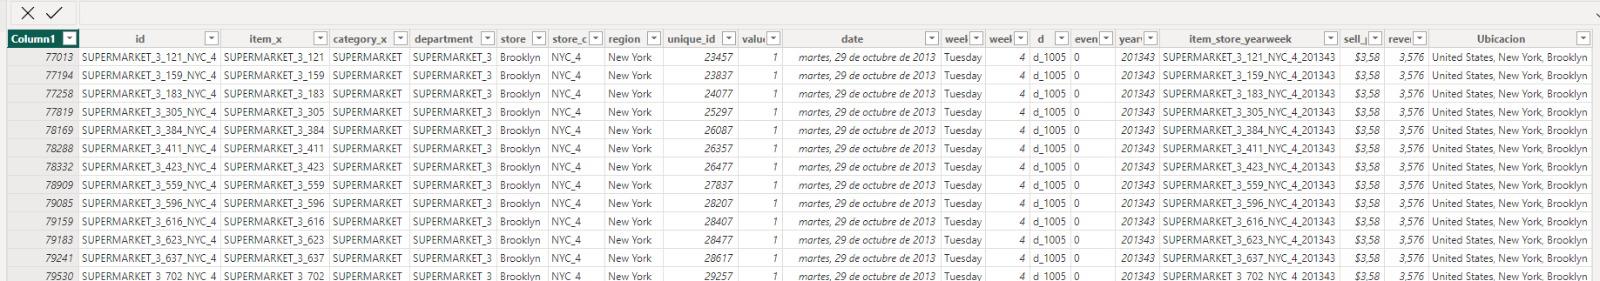 Column1 id item_x category_x department store store_c region unique_id value date week week d even year item_store_yearweek sell_ reve Ubicacion
77013 SUPERMARKET_3_121_NYC_4 SUPERMARKET_3_121 SUPERMARKET SUPERMARKET_3 Brooklyn NYC_4 New York 23457 1 martes, 29 de octubre de 2013 Tuesday 4 d_1005 0 201343 SUPERMARKET_3_121_NYC_4_201343 $3,58 3,576 United States, New York, Brooklyn
77194 SUPERMARKET_3_159_NYC_4 SUPERMARKET_3_159 SUPERMARKET SUPERMARKET_3 Brooklyn NYC_4 New York 23837 1 martes, 29 de octubre de 2013 Tuesday 4 d_1005 0 201343 SUPERMARKET_3_159_NYC_4_201343 $3,58 3,576 United States, New York, Brooklyn
77258 SUPERMARKET_3_183_NYC_4 SUPERMARKET_3_183 SUPERMARKET SUPERMARKET_3 Brooklyn NYC_4 New York 24077 1 martes, 29 de octubre de 2013 Tuesday 4 d_1005 0 201343 SUPERMARKET_3_183_NYC_4_201343 $3,58 3,576 United States, New York, Brooklyn
77819 SUPERMARKET_3_305_NYC_4 SUPERMARKET_3_305 SUPERMARKET SUPERMARKET_3 Brooklyn NYC_4 New York 25297 1 martes, 29 de octubre de 2013 Tuesday 4 d_1005 0 201343 SUPERMARKET_3_305_NYC_4_201343 $3,58 3,576 United States, New York, Brooklyn
78169 SUPERMARKET_3_384_NYC_4 SUPERMARKET_3_384 SUPERMARKET SUPERMARKET_3 Brooklyn NYC_4 New York 26087 1 martes, 29 de octubre de 2013 Tuesday 4 d_1005 0 201343 SUPERMARKET_3_384_NYC_4_201343 $3,58 3,576 United States, New York, Brooklyn
78288 SUPERMARKET_3_411_NYC_4 SUPERMARKET_3_411 SUPERMARKET SUPERMARKET_3 Brooklyn NYC_4 New York 26357 1 martes, 29 de octubre de 2013 Tuesday 4 d_1005 0 201343 SUPERMARKET_3_411_NYC_4_201343 $3,58 3,576 United States, New York, Brooklyn
78332 SUPERMARKET_3_423_NYC_4 SUPERMARKET_3_423 SUPERMARKET SUPERMARKET_3 Brooklyn NYC_4 New York 26477 1 martes, 29 de octubre de 2013 Tuesday 4 d_1005 0 201343 SUPERMARKET_3_423_NYC_4_201343 $3,58 3,576 United States, New York, Brooklyn
78909 SUPERMARKET_3_559_NYC_4 SUPERMARKET_3_559 SUPERMARKET SUPERMARKET_3 Brooklyn NYC_4 New York 27837 1 martes, 29 de octubre de 2013 Tuesday 4 d_1005 0 201343 SUPERMARKET_3_559_NYC_4_201343 $3,58 3,576 United States, New York, Brooklyn
79085 SUPERMARKET_3_596_NYC_4 SUPERMARKET_3_596 SUPERMARKET SUPERMARKET_3 Brooklyn NYC_4 New York 28207 1 martes, 29 de octubre de 2013 Tuesday 4 d_1005 0 201343 SUPERMARKET_3_596_NYC_4_201343 $3,58 3,576 United States, New York, Brooklyn
79159 SUPERMARKET_3_616_NYC_4 SUPERMARKET_3_616 SUPERMARKET SUPERMARKET_3 Brooklyn NYC_4 New York 28407 1 martes, 29 de octubre de 2013 Tuesday 4 d_1005 0 201343 SUPERMARKET_3_616_NYC_4_201343 $3,58 3,576 United States, New York, Brooklyn
79183 SUPERMARKET_3_623_NYC_4 SUPERMARKET_3_623 SUPERMARKET SUPERMARKET_3 Brooklyn NYC_4 New York 28477 1 martes, 29 de octubre de 2013 Tuesday 4 d_1005 0 201343 SUPERMARKET_3_623_NYC_4_201343 $3,58 3,576 United States, New York, Brooklyn
79241 SUPERMARKET_3_637_NYC_4 SUPERMARKET_3_637 SUPERMARKET SUPERMARKET_3 Brooklyn NYC_4 New York 28617 1 martes, 29 de octubre de 2013 Tuesday 4 d_1005 0 201343 SUPERMARKET_3_637_NYC_4_201343 $3,58 3,576 United States, New York, Brooklyn
79530 SUPERMARKET_3_702_NYC_4 SUPERMARKET_3_702 SUPERMARKET SUPERMARKET_3 Brooklyn NYC_4 New York 29257 1 martes, 29 de octubre de 2013 Tuesday 4 d_1005 0 201343 SUPERMARKET_3_702_NYC_4_201343 $3,58 3,576 United States, New York, Brooklyn